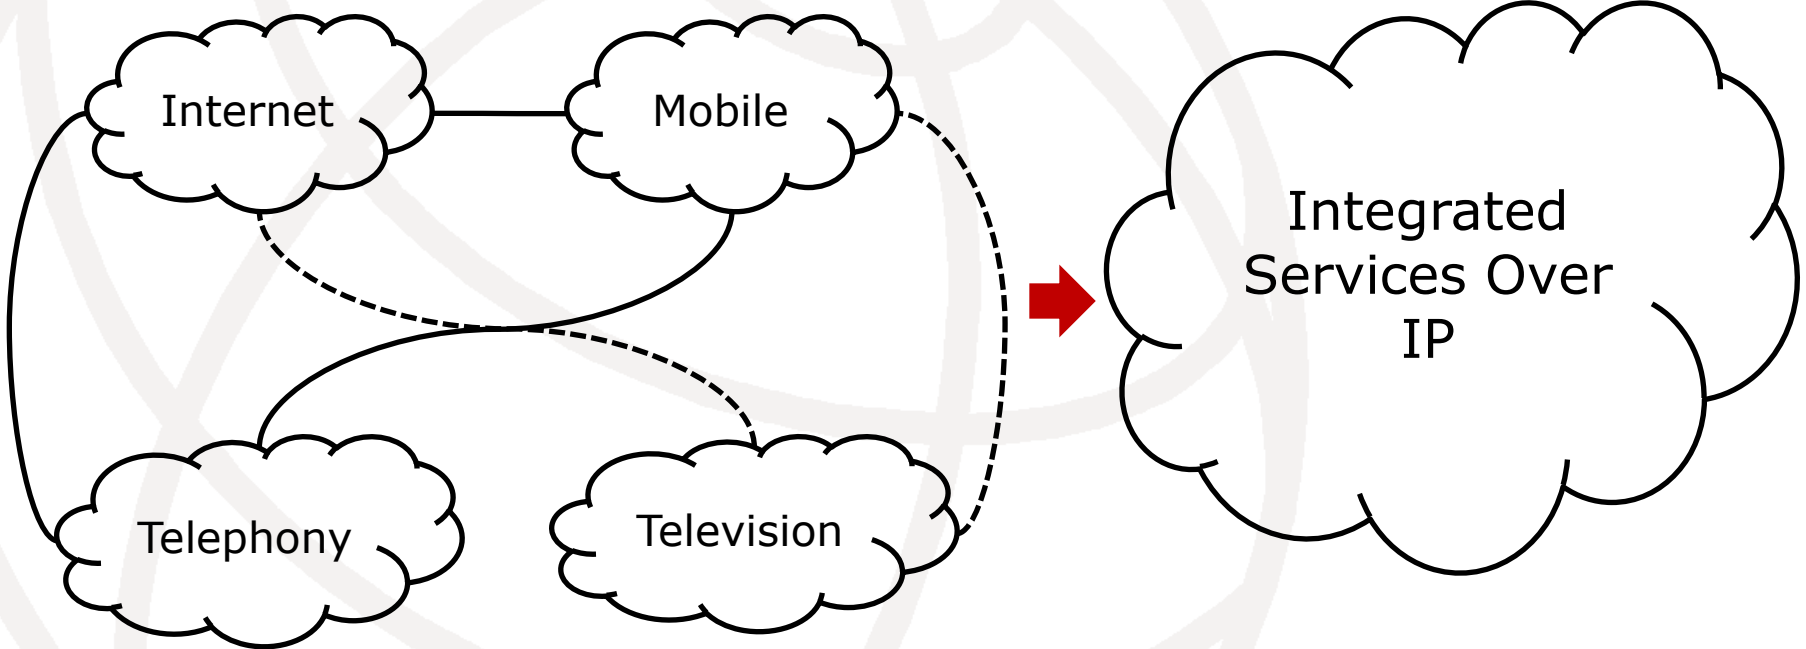 Internet
Mobile
Telephony
Television
Integrated
Services Over
IP